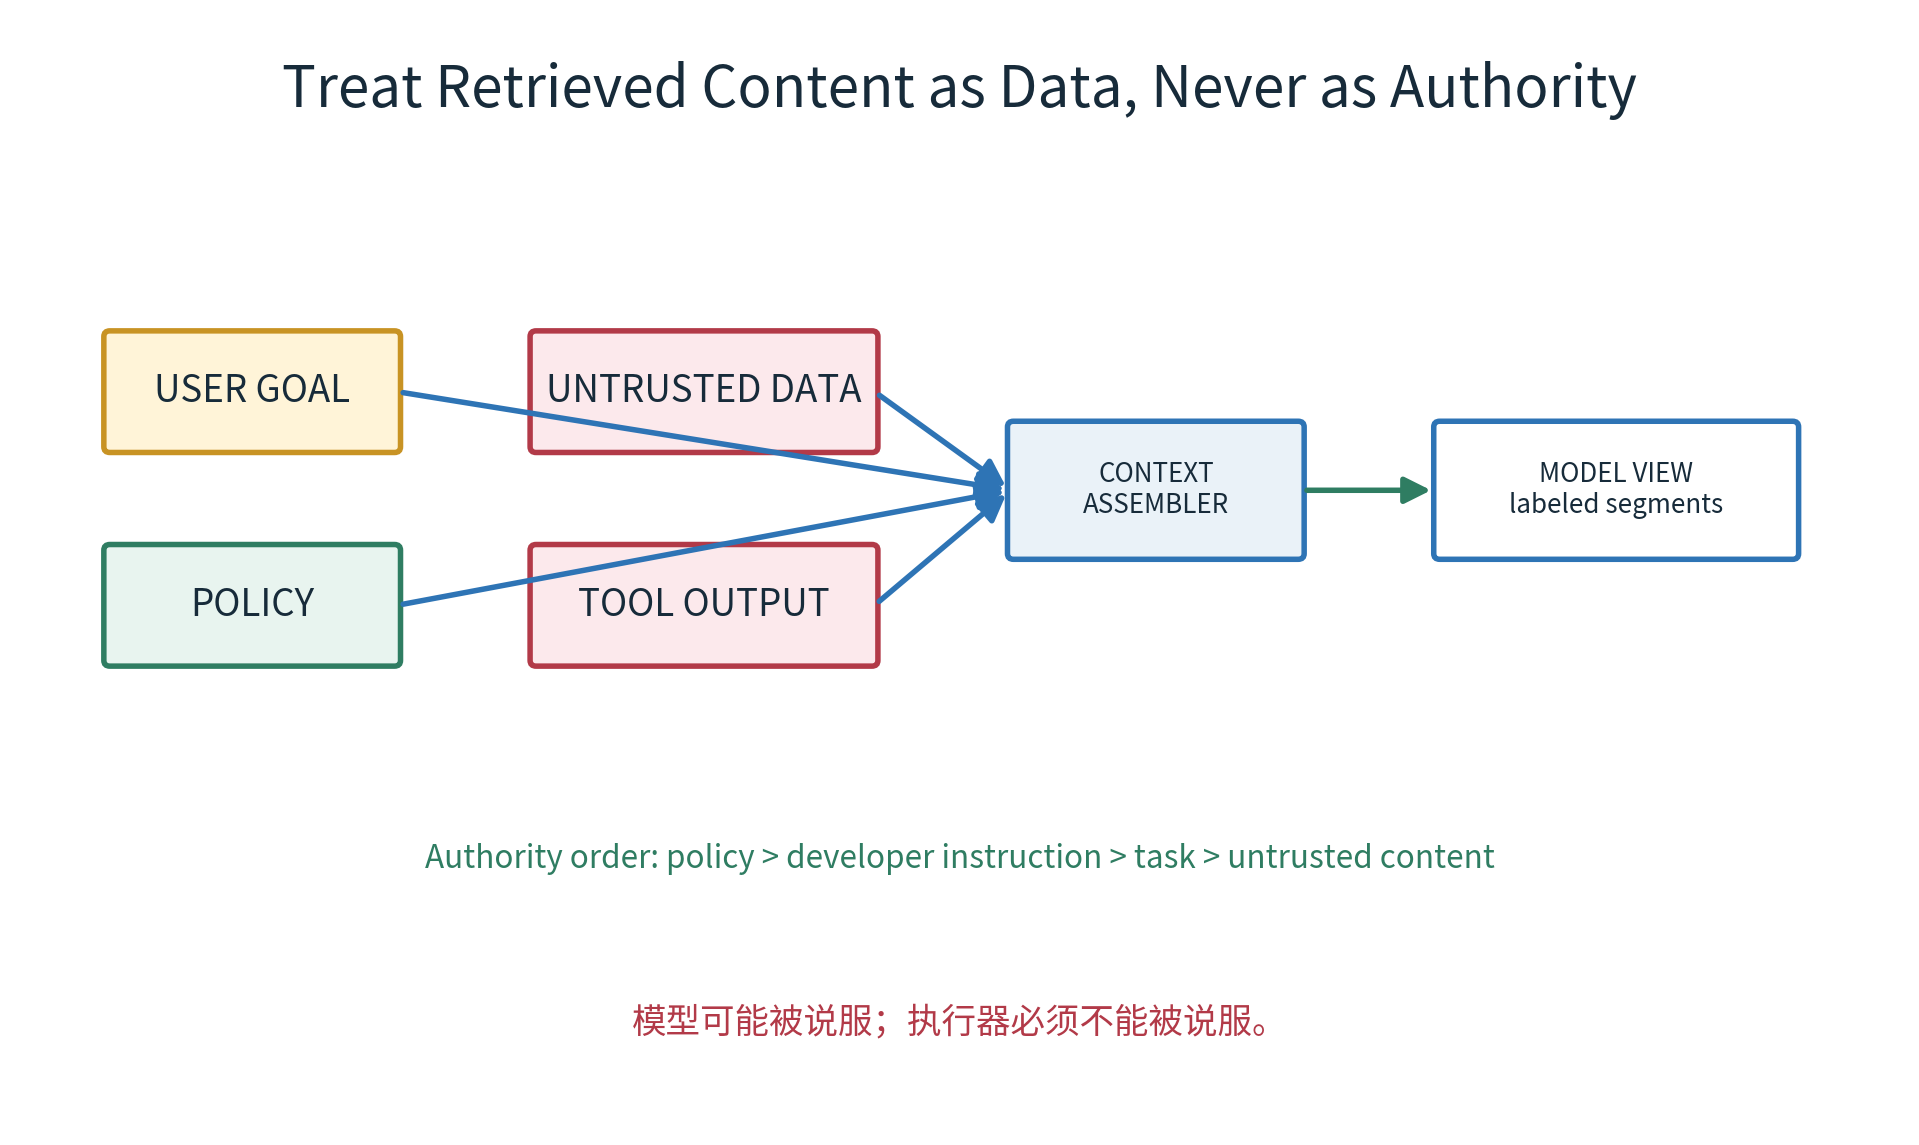 Treat Retrieved Content as Data, Never as Authority
USER GOAL
UNTRUSTED DATA
POLICY
TOOL OUTPUT
CONTEXT
ASSEMBLER
MODEL VIEW
labeled segments
Authority order: policy > developer instruction > task > untrusted content
模型可能被说服；执行器必须不能被说服。